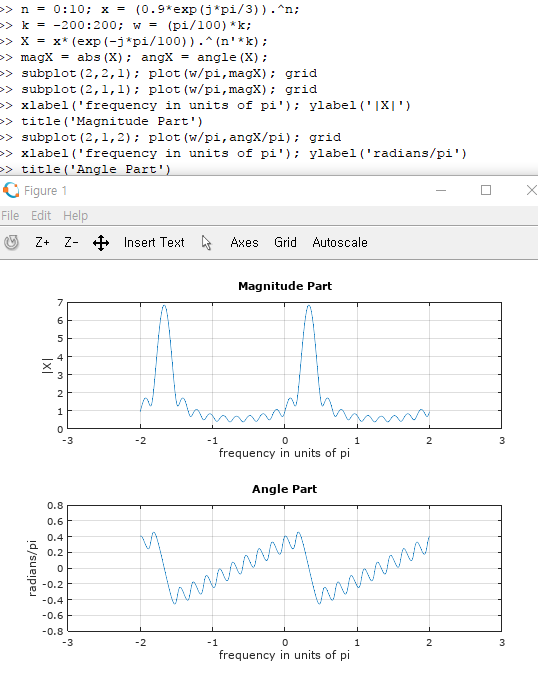 >> n = 0:10; x = (0.9*exp(j*pi/3)).^n;
>> k = -200:200; w = (pi/100)*k;
>> X = x*(exp(-j*pi/100)).^(n'*k);
>> magX = abs(X); angX = angle(X);
>> subplot(2,2,1); plot(w/pi,magX); grid
>> subplot(2,1,1); plot(w/pi,magX); grid
>> xlabel('frequency in units of pi'); ylabel('|X|')
>> title('Magnitude Part')
>> subplot(2,1,2); plot(w/pi,angX/pi); grid
>> xlabel('frequency in units of pi'); ylabel('radians/pi')
>> title('Angle Part')
Figure 1
File Edit Help
Z+ Z- Insert Text Axes Grid Autoscale
Magnitude Part
7
6
5
4
3
2
1
0
|X|
-3 -2 -1 0 1 2 3
frequency in units of pi
Angle Part
0.8
0.6
0.4
0.2
0
-0.2
-0.4
-0.6
-0.8
radians/pi
-3 -2 -1 0 1 2 3
frequency in units of pi